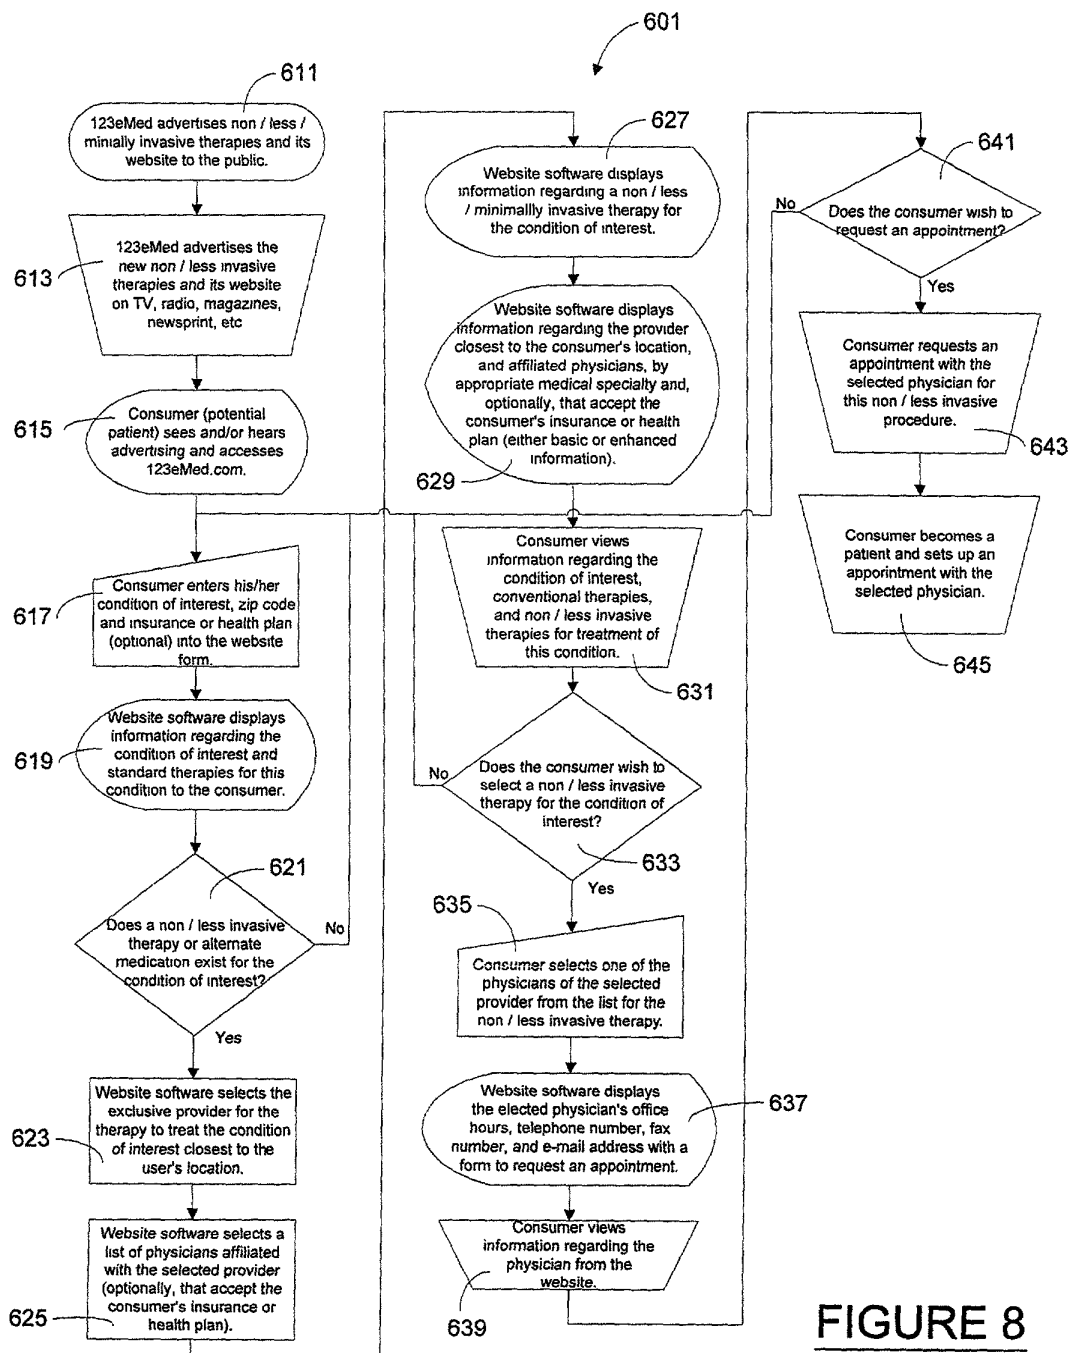 601
611
123eMed advertises non / less /
minially invasive therapies and its
website to the public.
613
123eMed advertises the
new non / less invasive
therapies and its website
on TV, radio, magazines,
newsprint, etc
615
Consumer (potential
patient) sees and/or hears
advertising and accesses
123eMed.com.
617
Consumer enters his/her
condition of interest, zip code
and insurance or health plan
(optional) into the website
form.
619
Website software displays
information regarding the
condition of interest and
standard therapies for this
condition to the consumer.
621
Does a non / less invasive
therapy or alternate
medication exist for the
condition of interest?
No
Yes
623
Website software selects the
exclusive provider for the
therapy to treat the condition
of interest closest to the
user's location.
625
Website software selects a
list of physicians affiliated
with the selected provider
(optionally, that accept the
consumer's insurance or
health plan).
627
Website software displays
information regarding a non / less
/ minimallly invasive therapy for
the condition of interest.
629
Website software displays
information regarding the provider
closest to the consumer's location,
and affiliated physicians, by
appropriate medical specialty and,
optionally, that accept the
consumer's insurance or health
plan (either basic or enhanced
information).
631
Consumer views
information regarding the
condition of interest,
conventional therapies,
and non / less invasive
therapies for treatment of
this condition.
633
Does the consumer wish to
select a non / less invasive
therapy for the condition of
interest?
No
Yes
635
Consumer selects one of the
physicians of the selected
provider from the list for the
non / less invasive therapy.
637
Website software displays
the elected physician's office
hours, telephone number, fax
number, and e-mail address with a
form to request an appointment.
639
Consumer views
information regarding the
physician from the
website.
641
Does the consumer wish to
request an appointment?
No
Yes
643
Consumer requests an
appointment with the
selected physician for
this non / less invasive
procedure.
645
Consumer becomes a
patient and sets up an
apporintment with the
selected physician.
FIGURE 8